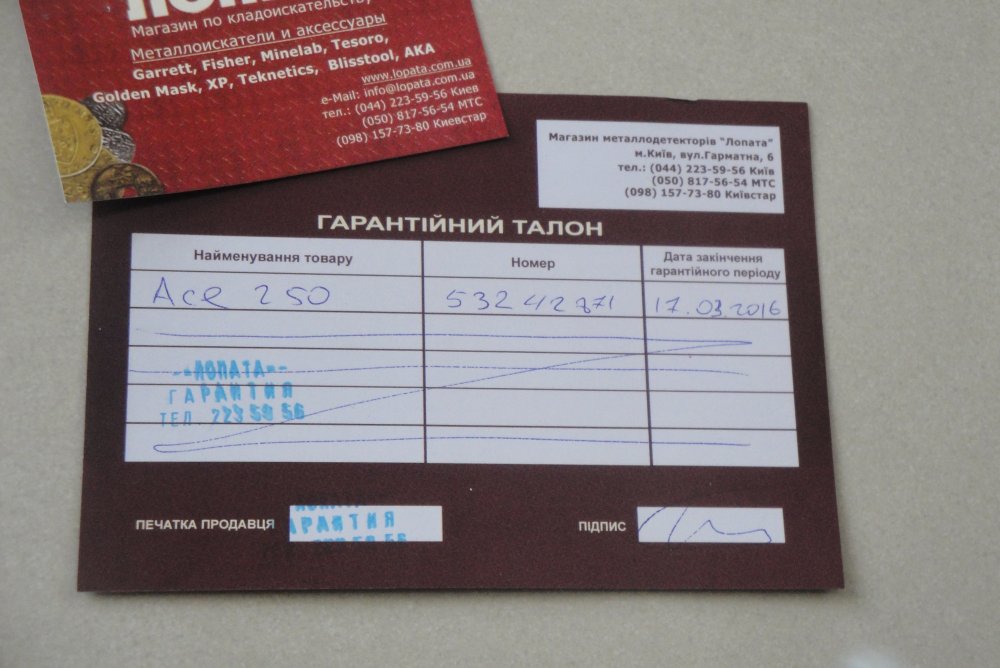 Магазин по кладоискательству
Металлоискатели и аксессуары
Garrett, Fisher, Minelab, Tesoro,
Golden Mask, XP, Teknetics, Blisstool, AKA
www.lopata.com.ua
e-Mail: info@lopata.com.ua
тел.: (044) 223-59-56 Киев
(050) 817-56-54 МТС
(098) 157-73-80 Киевстар
Магазин металлодетекторів "Лопата"
м.Київ, вул.Гарматна, 6
тел.: (044) 223-59-56 Київ
(050) 817-56-54 МТС
(098) 157-73-80 Київстар
ГАРАНТІЙНИЙ ТАЛОН
Найменування товару Номер Дата закінчення гарантійного періоду
Ace 250 53242871 17.03.2016
"ЛОПАТА"
ГАРАНТИЯ
ТЕЛ. 223 59 56
ПЕЧАТКА ПРОДАВЦЯ ПІДПИС